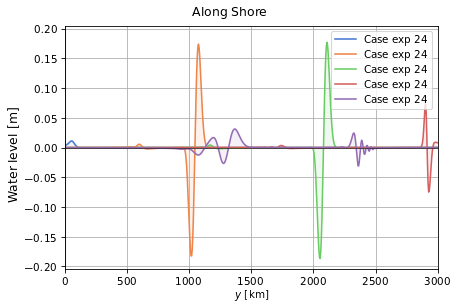 Along Shore
Water level [m]
0.20
0.15
0.10
0.05
0.00
−0.05
−0.10
−0.15
−0.20
Case exp 24
Case exp 24
Case exp 24
Case exp 24
Case exp 24
0 500 1000 1500 2000 2500 3000
y [km]